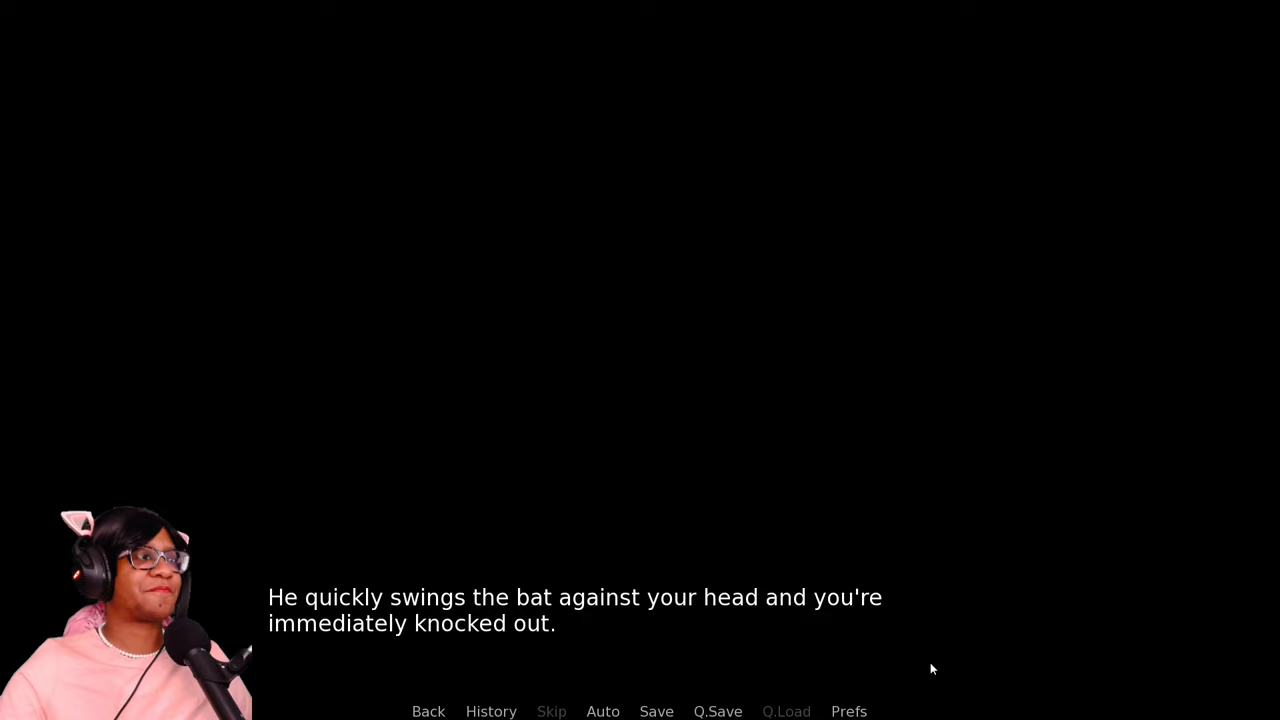 He quickly swings the bat against your head and you're
immediately knocked out.
Back History Skip Auto Save Q.Save Q.Load Prefs